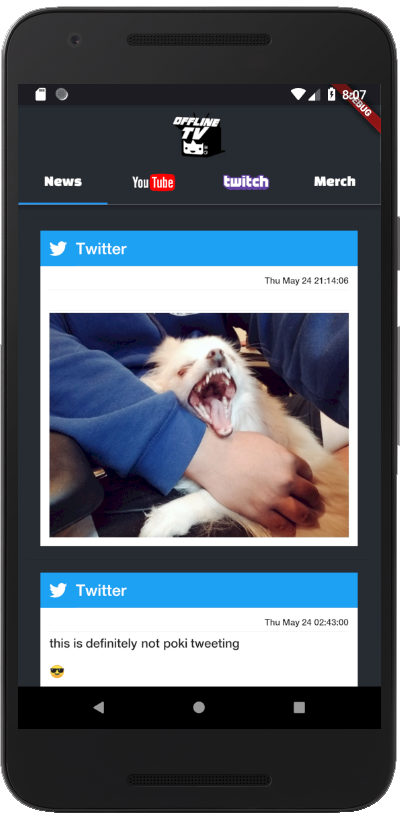 8:07
DEBUG
OFFLINE
TV
News
YouTube
twitch
Merch
Twitter
Thu May 24 21:14:06
Twitter
Thu May 24 02:43:00
this is definitely not poki tweeting
😎